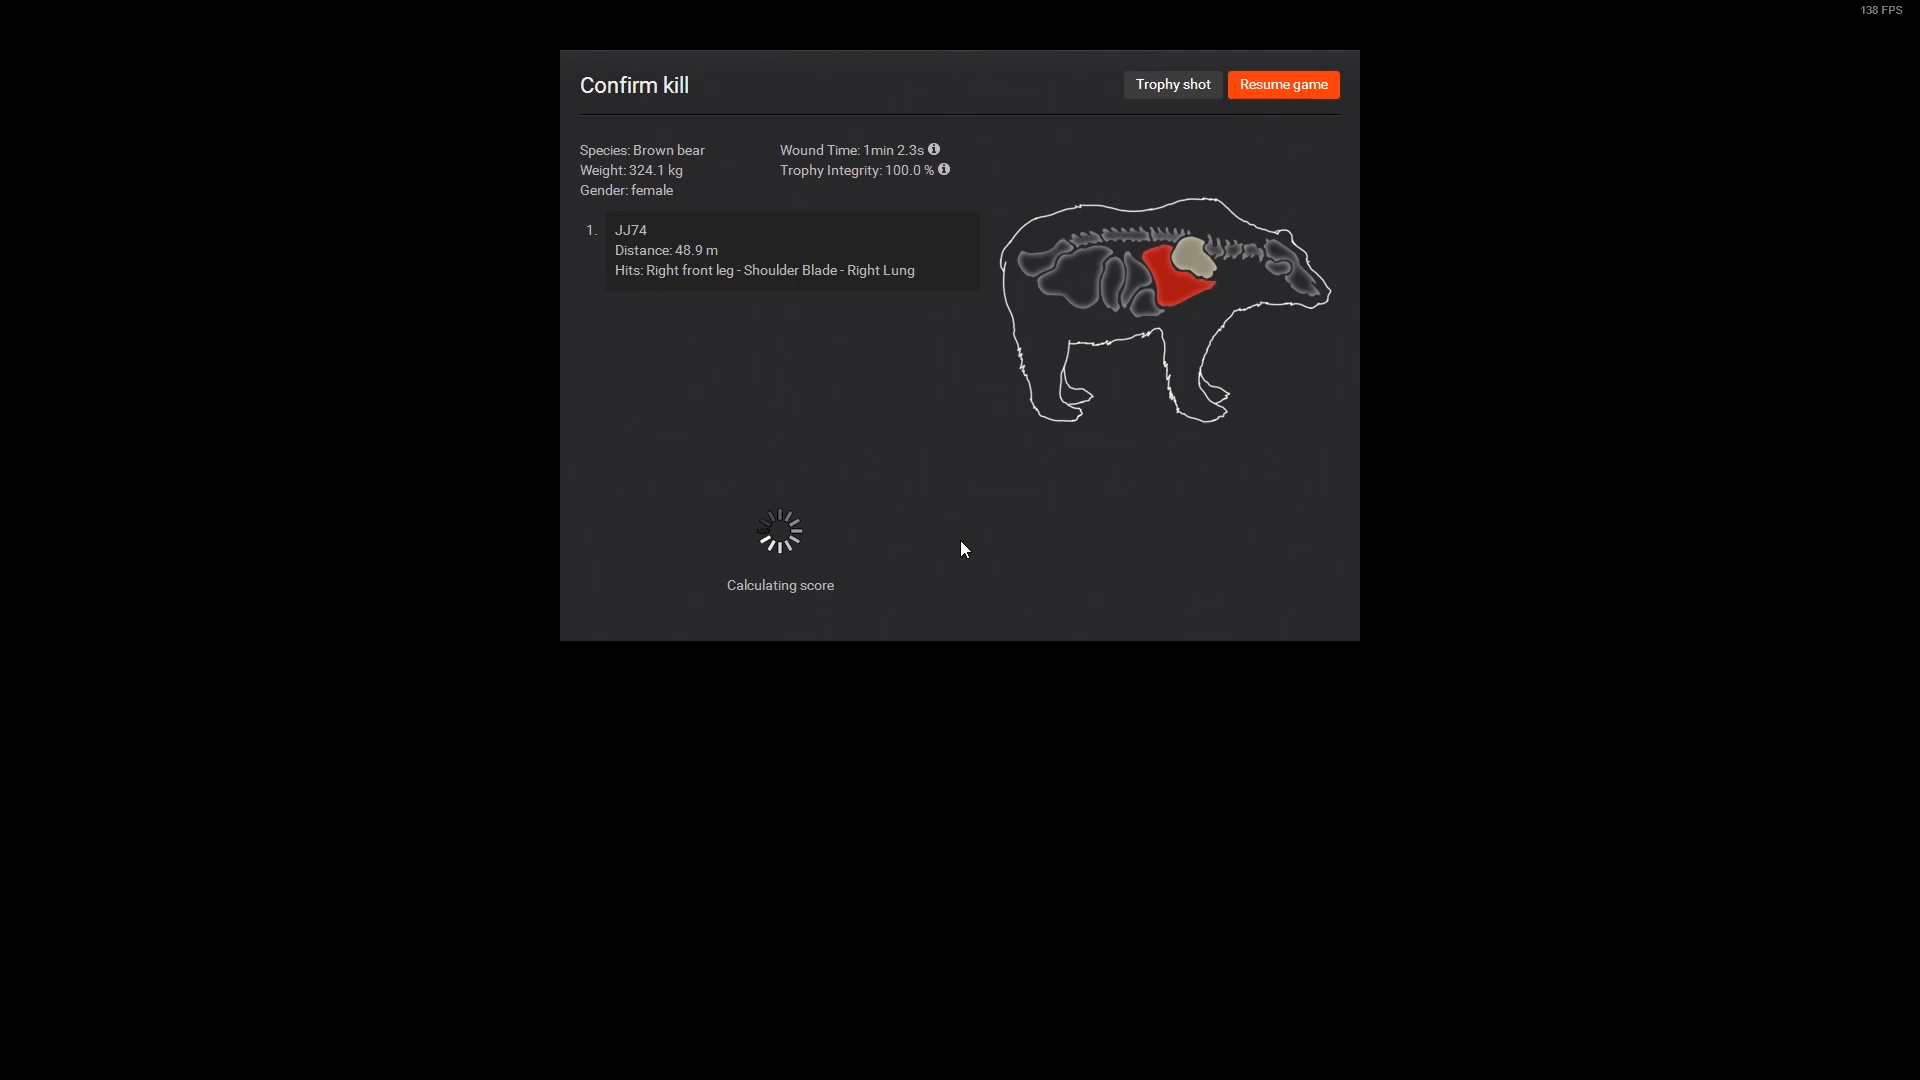 138 FPS
Confirm kill
Trophy shot
Resume game
Species: Brown bear
Weight: 324.1 kg
Gender: female
Wound Time: 1min 2.3s
Trophy Integrity: 100.0 %
1.
JJ74
Distance: 48.9 m
Hits: Right front leg - Shoulder Blade - Right Lung
Calculating score